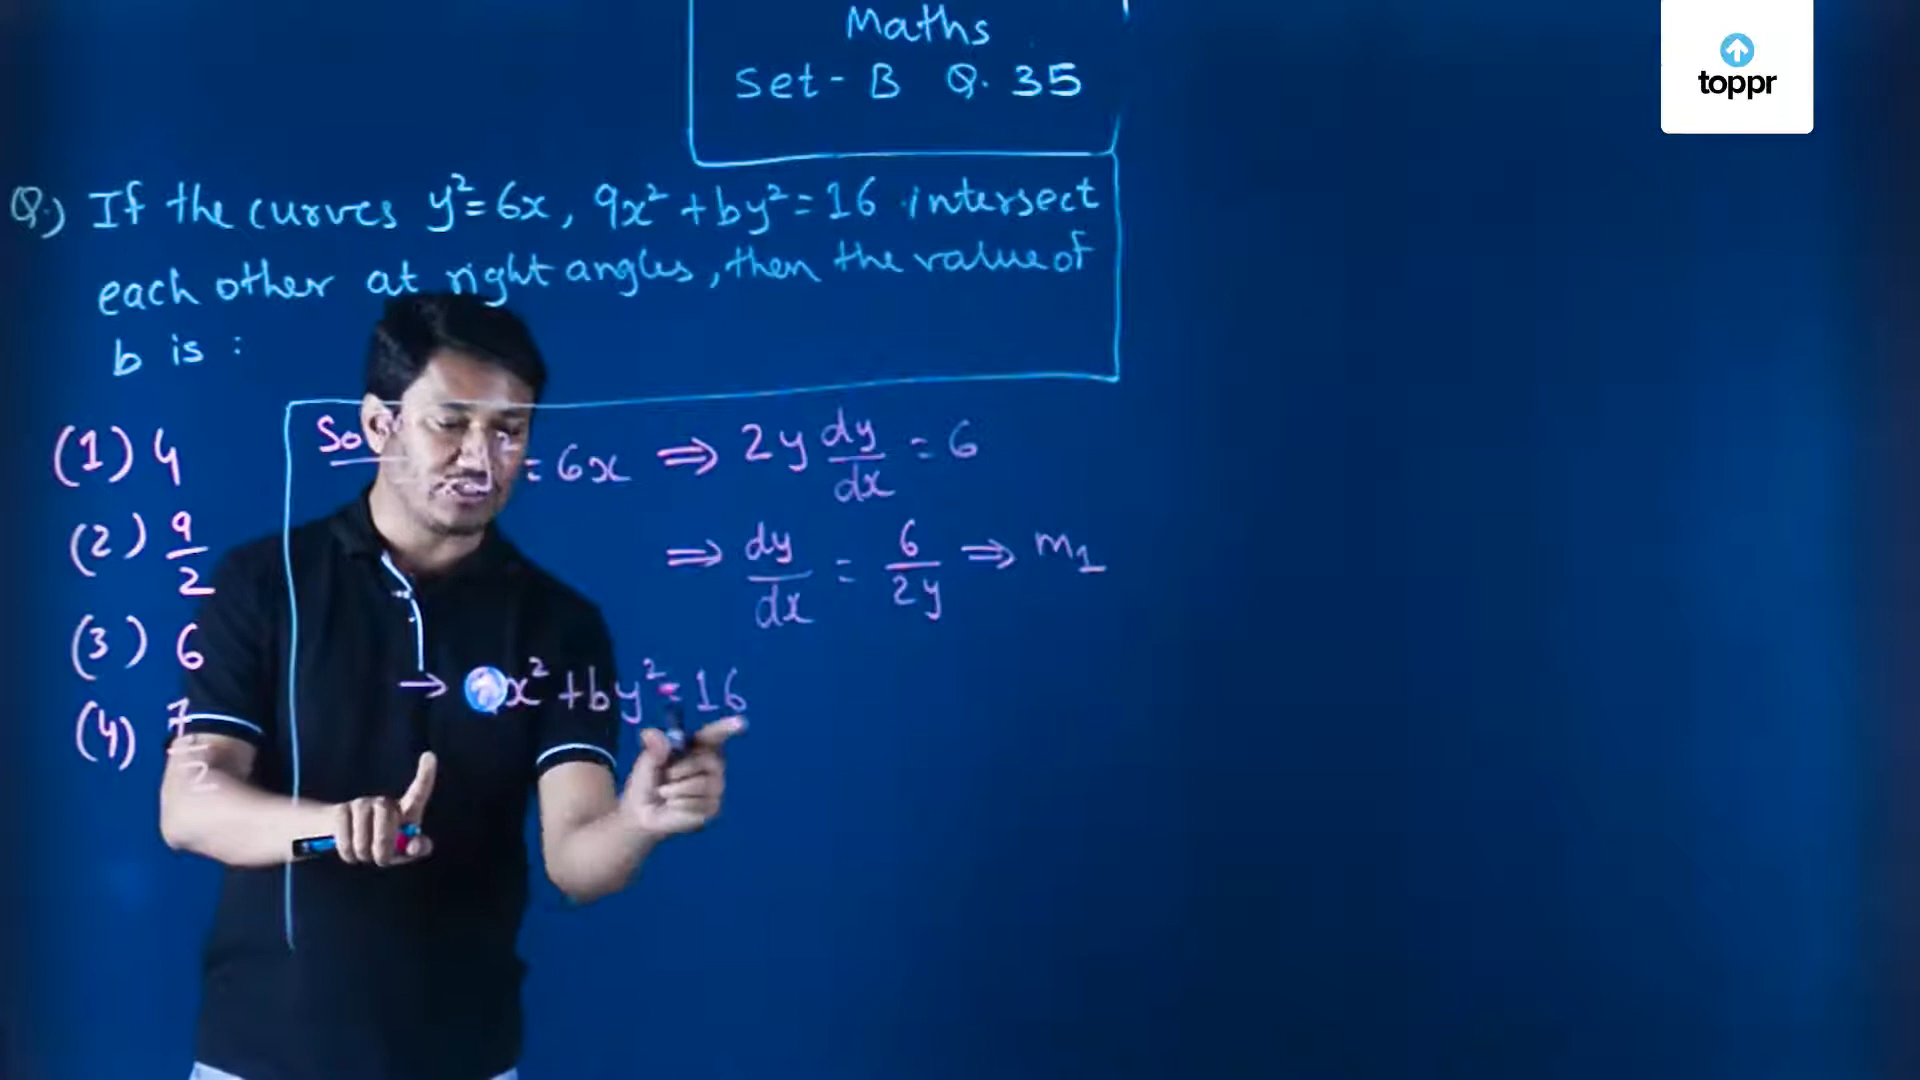 Maths
Set - B Q. 35
toppr
Q.) If the curves y² = 6x, 9x² + by² = 16 intersect
each other at right angles, then the value of
b is :
(1) 4
(2) 9/2
(3) 6
(4) 7/2
So = 6x ⇒ 2y dy/dx = 6
⇒ dy/dx = 6/2y ⇒ m₁
→ x² + by² = 16